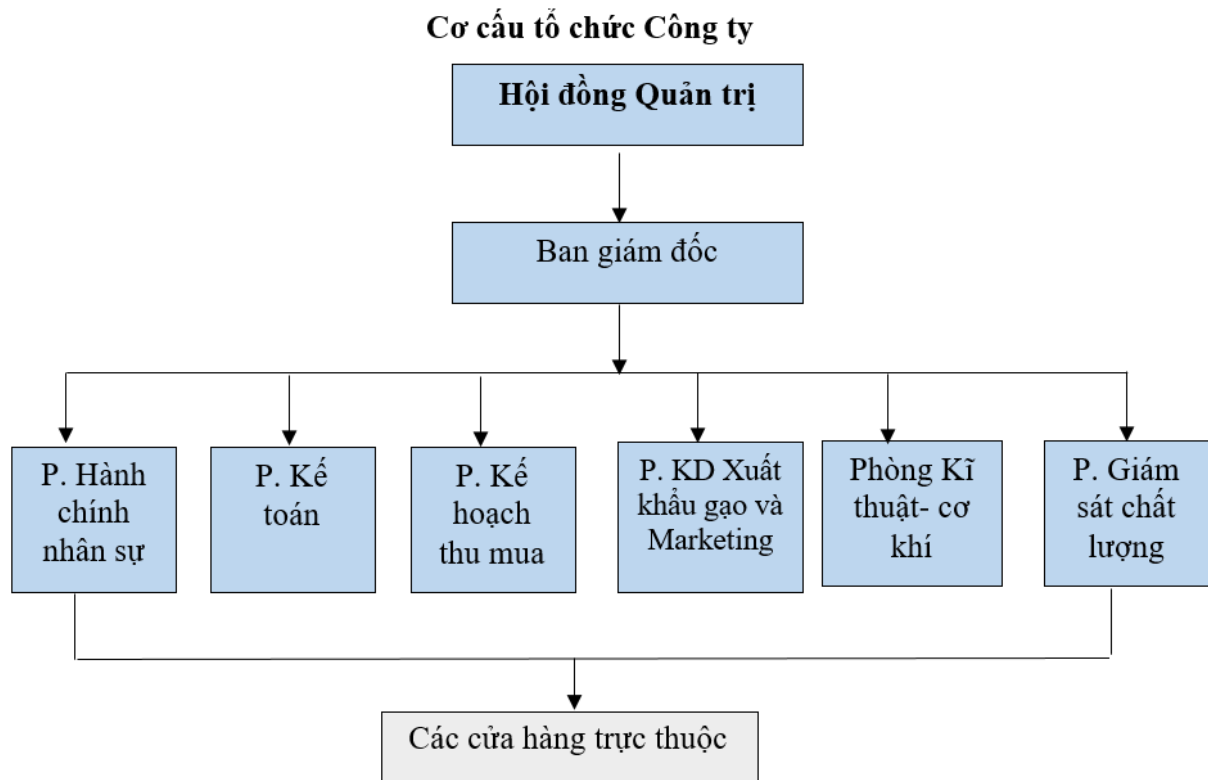 Cơ cấu tổ chức Công ty
Hội đồng Quản trị
Ban giám đốc
P. Hành
chính
nhân sự
P. Kế
toán
P. Kế
hoạch
thu mua
P. KD Xuất
khẩu gạo và
Marketing
Phòng Kĩ
thuật- cơ
khí
P. Giám
sát chất
lượng
Các cửa hàng trực thuộc